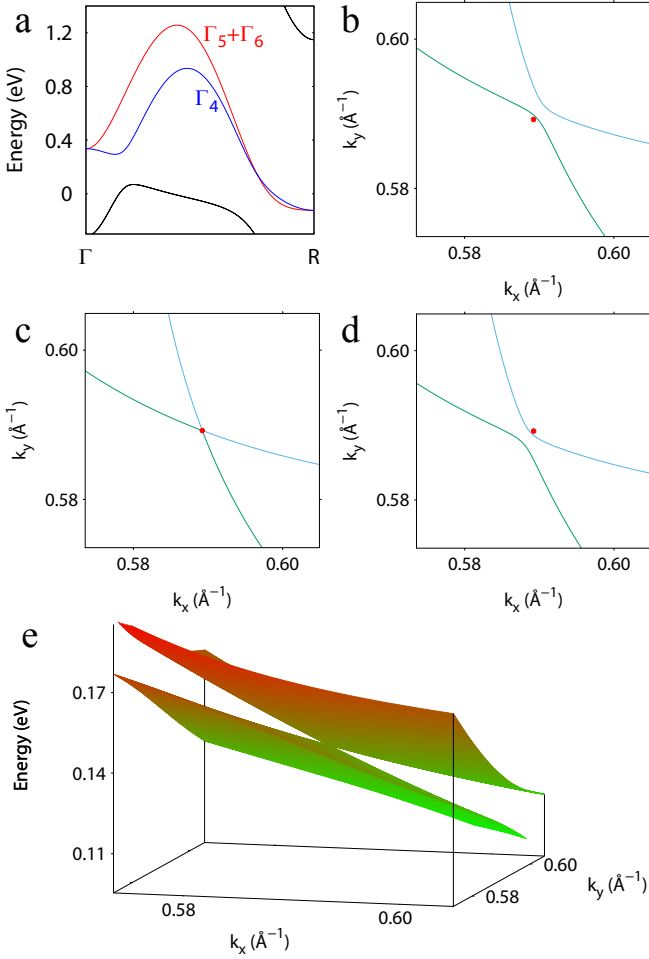 a
1.2
0.8
0.4
0
Energy (eV)
Γ5+Γ6
Γ4
Γ
R
b
0.60
0.58
ky (Å−1)
0.58
0.60
kx (Å−1)
c
0.60
0.58
ky (Å−1)
0.58
0.60
kx (Å−1)
d
0.60
0.58
ky (Å−1)
0.58
0.60
kx (Å−1)
e
0.17
0.14
0.11
Energy (eV)
0.58
0.60
kx (Å−1)
0.58
0.60
ky (Å−1)